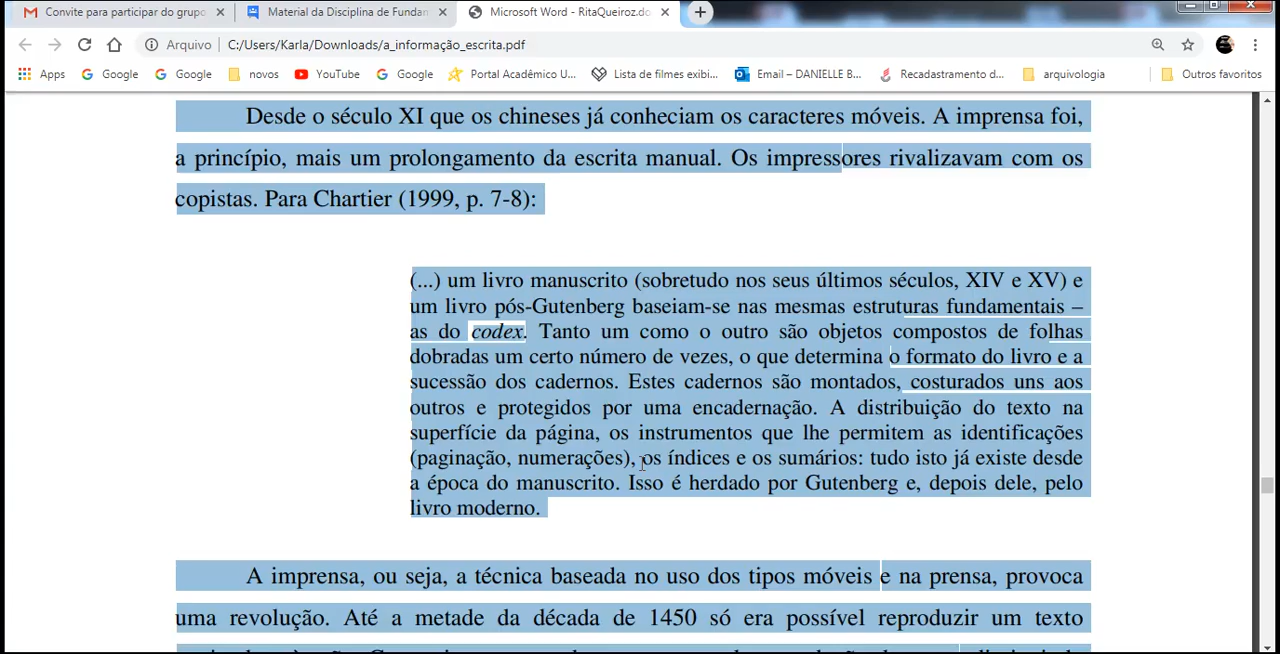 Convite para participar do grupo
Material da Disciplina de Funda
Microsoft Word - RitaQueiroz.do
Arquivo
C:/Users/Karla/Downloads/a_informação_escrita.pdf
Apps
Google
Google
novos
YouTube
Google
Portal Acadêmico U...
Lista de filmes exibi...
Email – DANIELLE B...
Recadastramento d...
arquivologia
Outros favoritos
Desde o século XI que os chineses já conheciam os caracteres móveis. A imprensa foi,
a princípio, mais um prolongamento da escrita manual. Os impressores rivalizavam com os
copistas. Para Chartier (1999, p. 7-8):
(...) um livro manuscrito (sobretudo nos seus últimos séculos, XIV e XV) e
um livro pós-Gutenberg baseiam-se nas mesmas estruturas fundamentais –
as do codex. Tanto um como o outro são objetos compostos de folhas
dobradas um certo número de vezes, o que determina o formato do livro e a
sucessão dos cadernos. Estes cadernos são montados, costurados uns aos
outros e protegidos por uma encadernação. A distribuição do texto na
superfície da página, os instrumentos que lhe permitem as identificações
(paginação, numerações), os índices e os sumários: tudo isto já existe desde
a época do manuscrito. Isso é herdado por Gutenberg e, depois dele, pelo
livro moderno.
A imprensa, ou seja, a técnica baseada no uso dos tipos móveis e na prensa, provoca
uma revolução. Até a metade da década de 1450 só era possível reproduzir um texto